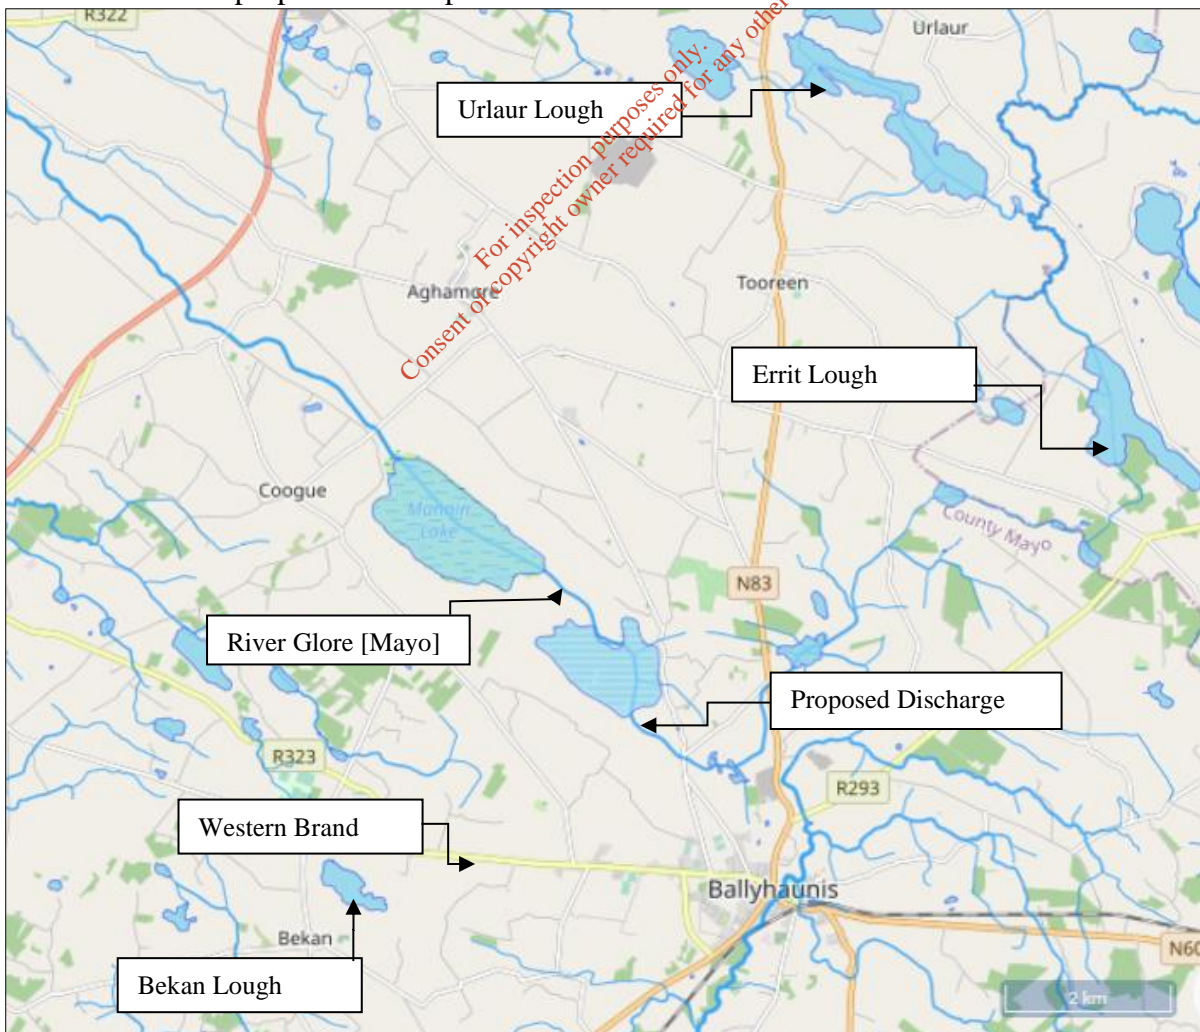 R322
Urlaur
Urlaur Lough
For inspection purposes only.
Consent of copyright owner required for any other
Aghamore
Tooreen
Errit Lough
Coogue
Mannin
Lake
County Mayo
N83
River Glore [Mayo]
Proposed Discharge
R323
R293
Western Brand
Ballyhaunis
Bekan
N60
Bekan Lough
2 km